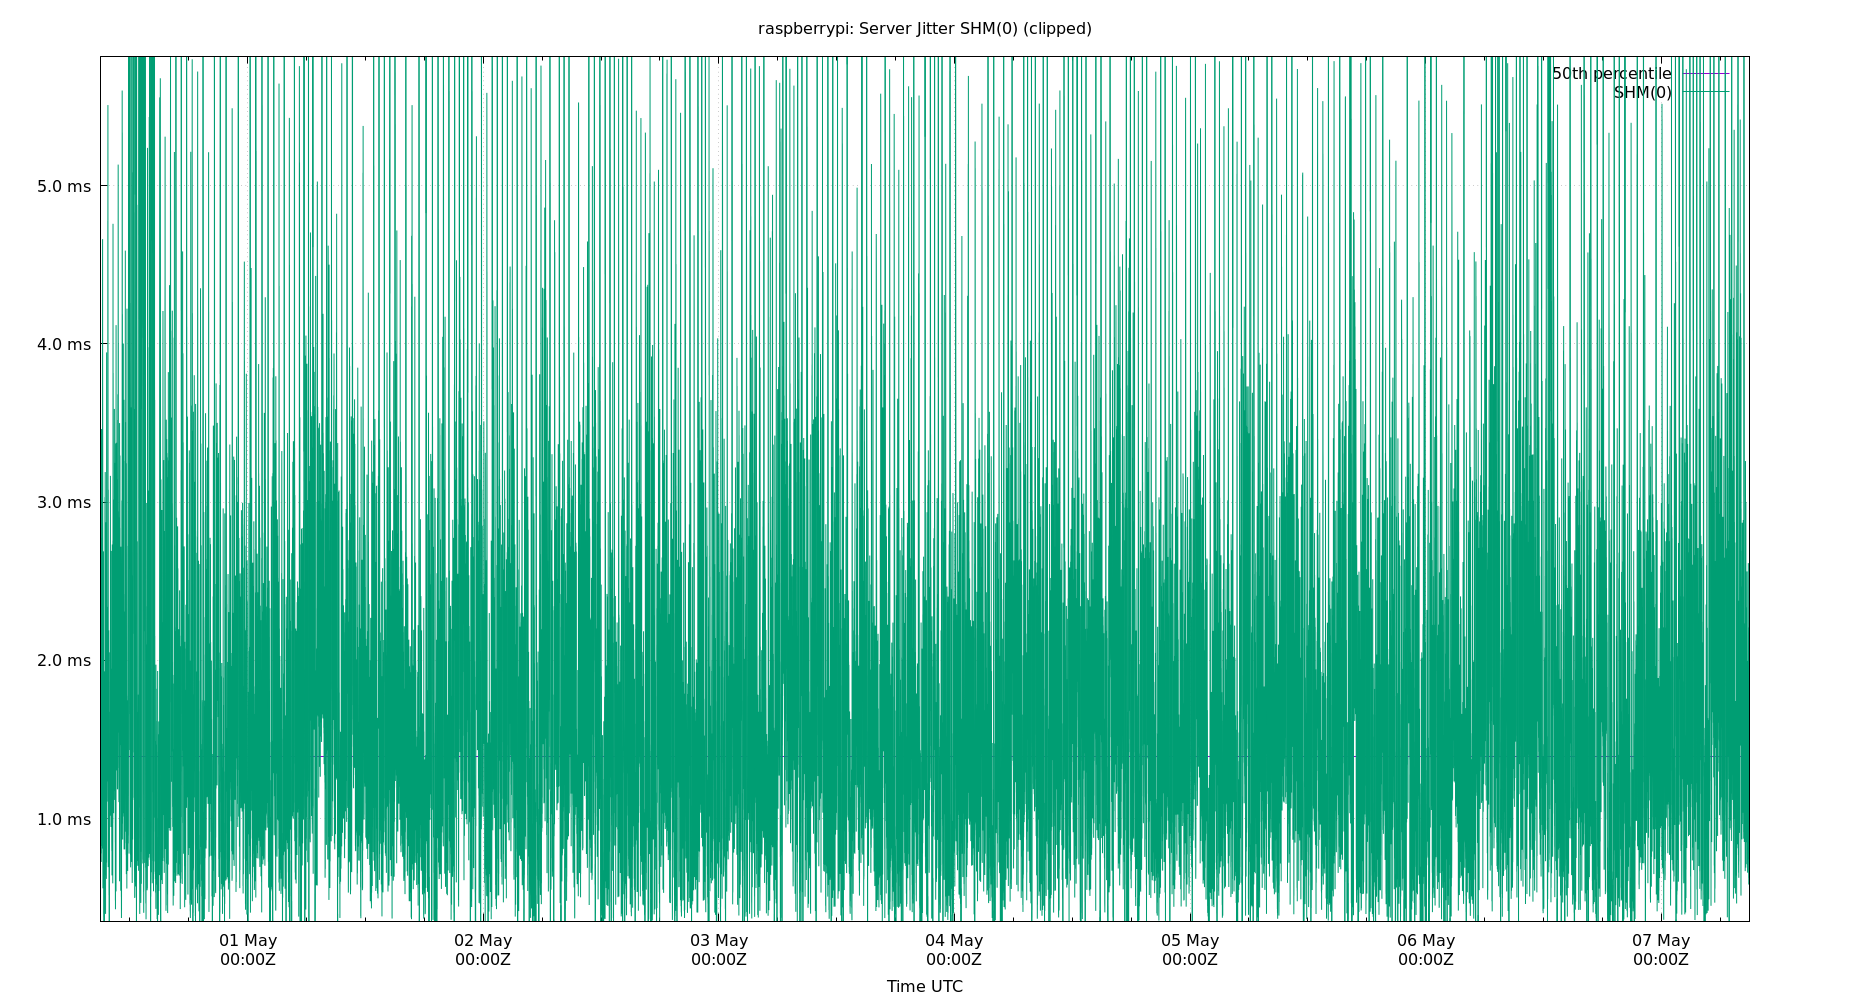 raspberrypi: Server Jitter SHM(0) (clipped)
50th percentile
SHM(0)
5.0 ms
4.0 ms
3.0 ms
2.0 ms
1.0 ms
01 May 02 May 03 May 04 May 05 May 06 May 07 May
00:00Z 00:00Z 00:00Z 00:00Z 00:00Z 00:00Z 00:00Z
Time UTC